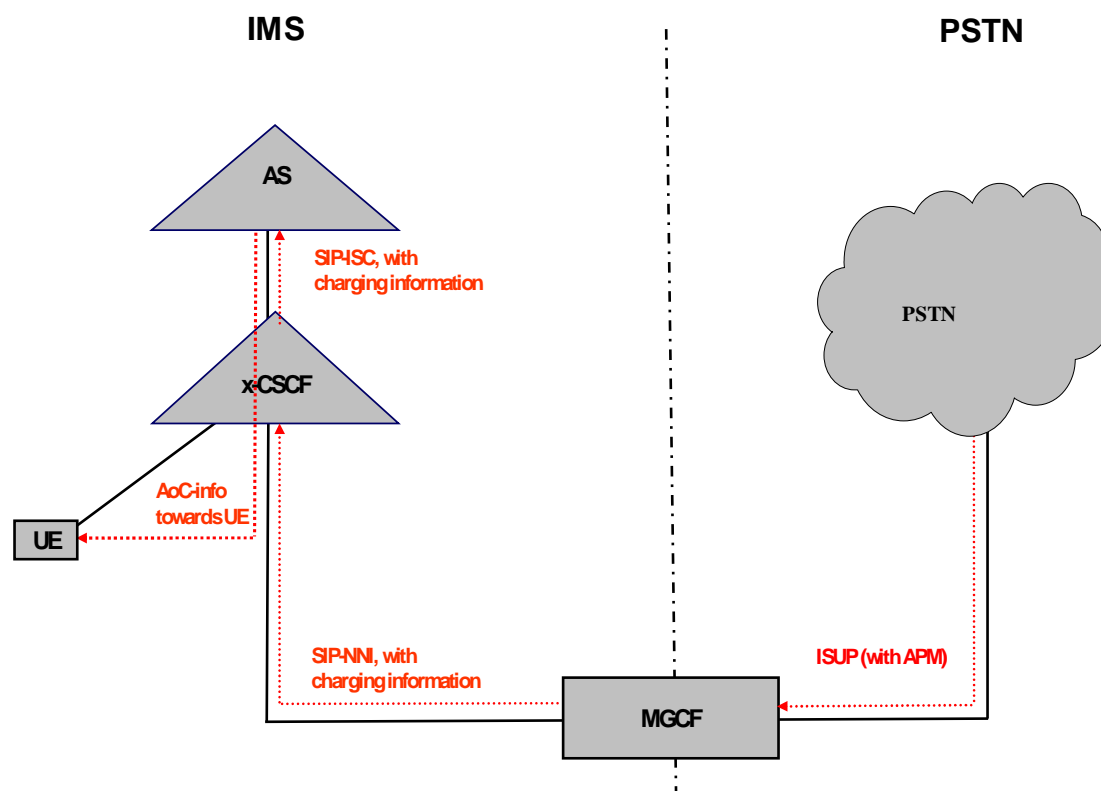 IMS
PSTN
AS
SIP-ISC, with
charging information
PSTN
x-CSCF
AoC-info
towards UE
UE
SIP-NNI, with
charging information
ISUP (with APM)
MGCF